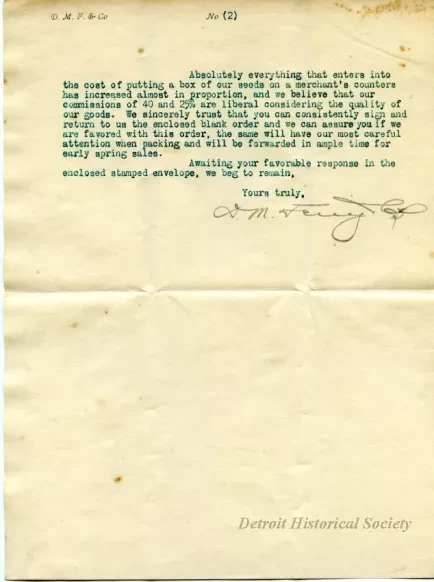 D. M. F. & Co No (2)
Absolutely everything that enters into
the cost of putting a box of our seeds on a merchant's counters
has increased almost in proportion, and we believe that our
commissions of 40 and 25% are liberal considering the quality of
our goods. We sincerely trust that you can consistently sign and
return to us the enclosed blank order and we can assure you if we
are favored with this order, the same will have our most careful
attention when packing and will be forwarded in ample time for
early spring sales.
Awaiting your favorable response in the
enclosed stamped envelope, we beg to remain,
Yours truly,
D. M. Ferry & Co
Detroit Historical Society